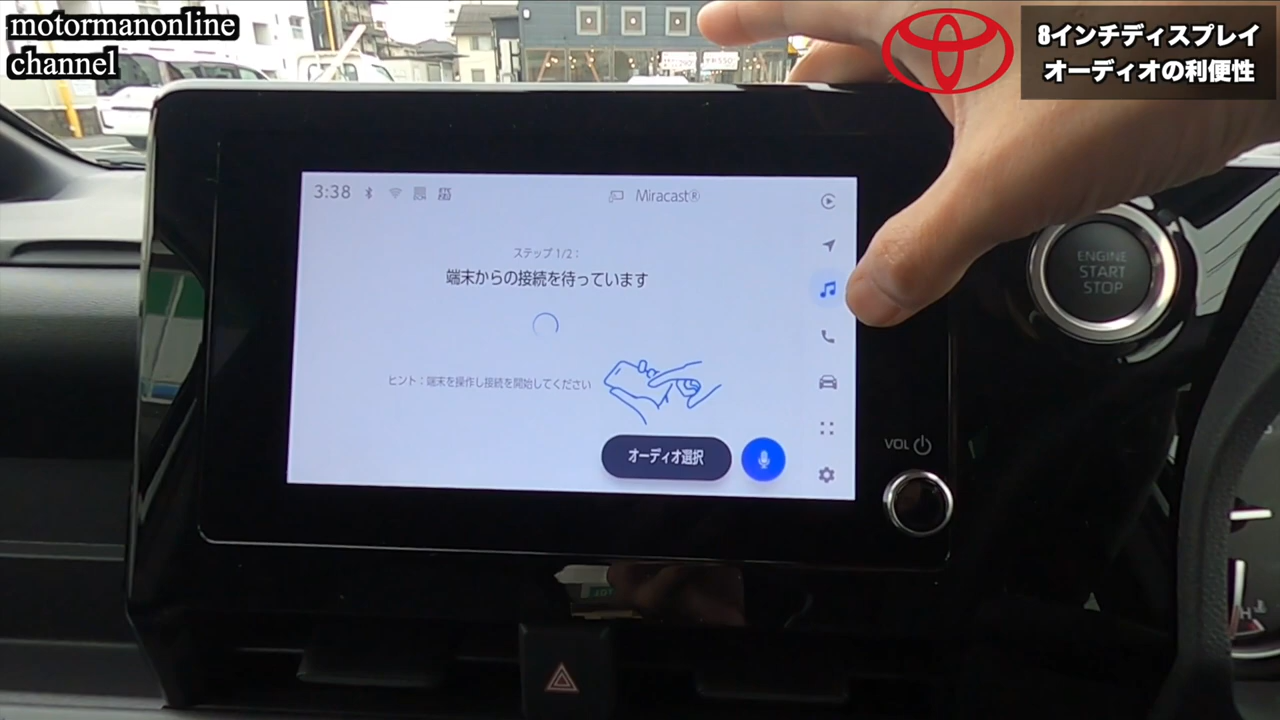 motormanonline
channel
8インチディスプレイ
オーディオの利便性
3:38
Miracast®
ステップ 1/2：
端末からの接続を待っています
ヒント：端末を操作し接続を開始してください
オーディオ選択
VOL
ENGINE
START
STOP
H